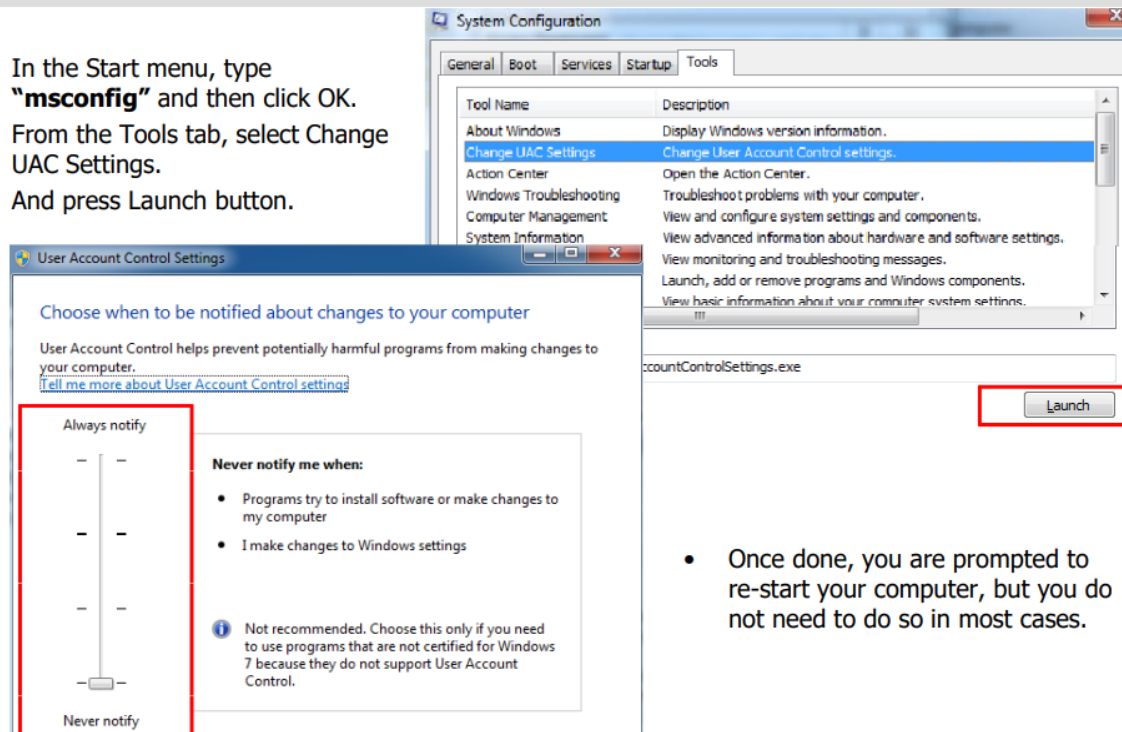 In the Start menu, type
“msconfig” and then click OK.
From the Tools tab, select Change
UAC Settings.
And press Launch button.
System Configuration
General Boot Services Startup Tools
Tool Name Description
About Windows Display Windows version information.
Change UAC Settings Change User Account Control settings.
Action Center Open the Action Center.
Windows Troubleshooting Troubleshoot problems with your computer.
Computer Management View and configure system settings and components.
System Information View advanced information about hardware and software settings.
View monitoring and troubleshooting messages.
Launch, add or remove programs and Windows components.
View basic information about your computer system settings.
ccountControlSettings.exe
Launch
User Account Control Settings
Choose when to be notified about changes to your computer
User Account Control helps prevent potentially harmful programs from making changes to
your computer.
Tell me more about User Account Control settings
Always notify
Never notify me when:
• Programs try to install software or make changes to
my computer
• I make changes to Windows settings
Not recommended. Choose this only if you need
to use programs that are not certified for Windows
7 because they do not support User Account
Control.
Never notify
• Once done, you are prompted to
re-start your computer, but you do
not need to do so in most cases.